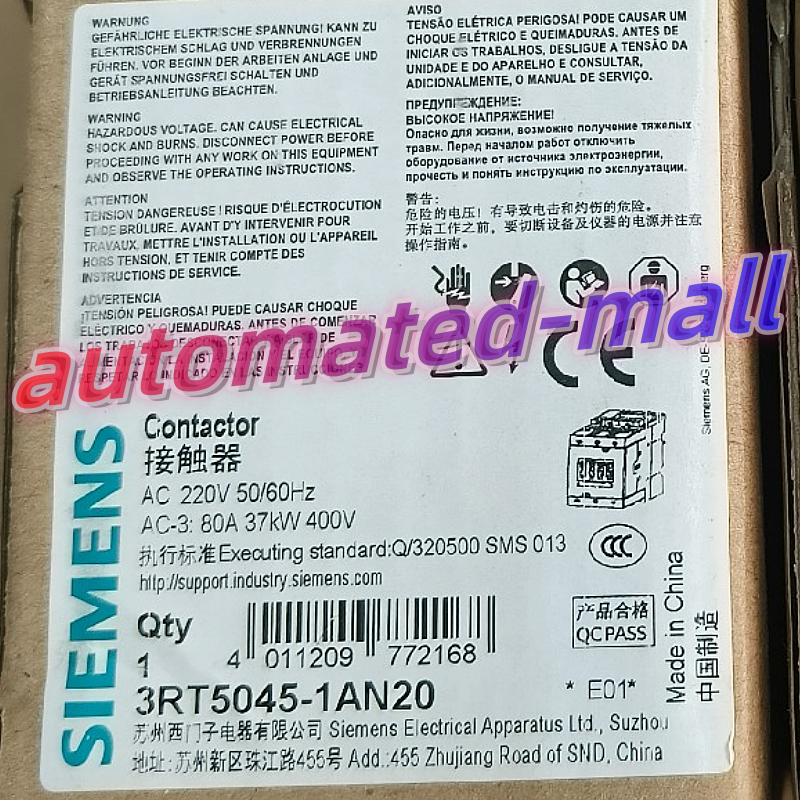 WARNUNG
GEFÄHRLICHE ELEKTRISCHE SPANNUNG! KANN ZU
ELEKTRISCHEM SCHLAG UND VERBRENNUNGEN
FÜHREN. VOR BEGINN DER ARBEITEN ANLAGE UND
GERÄT SPANNUNGSFREI SCHALTEN UND
BETRIEBSANLEITUNG BEACHTEN.
WARNING
HAZARDOUS VOLTAGE. CAN CAUSE ELECTRICAL
SHOCK AND BURNS. DISCONNECT POWER BEFORE
PROCEEDING WITH ANY WORK ON THIS EQUIPMENT
AND OBSERVE THE OPERATING INSTRUCTIONS.
ATTENTION
TENSION DANGEREUSE ! RISQUE D'ÉLECTROCUTION
ET DE BRÛLURE. AVANT D'Y INTERVENIR POUR
TRAVAUX, METTRE L'INSTALLATION OU L'APPAREIL
HORS TENSION, ET TENIR COMPTE DES
INSTRUCTIONS DE SERVICE.
ADVERTENCIA
¡TENSIÓN PELIGROSA! PUEDE CAUSAR CHOQUE
ELÉCTRICO Y QUEMADURAS. ANTES DE COMENZAR
AVISO
TENSÃO ELÉTRICA PERIGOSA! PODE CAUSAR UM
CHOQUE ELÉTRICO E QUEIMADURAS. ANTES DE
INICIAR OS TRABALHOS, DESLIGUE A TENSÃO DA
UNIDADE E DO APARELHO E CONSULTAR,
ADICIONALMENTE, O MANUAL DE SERVIÇO.
ПРЕДУПРЕЖДЕНИЕ:
ВЫСОКОЕ НАПРЯЖЕНИЕ!
Опасно для жизни, возможно получение тяжелых
травм. Перед началом работ отключить
оборудование от источника электроэнергии,
прочесть и понять инструкцию по эксплуатации.
警告:
危险的电压! 有导致电击和灼伤的危险。
开始工作之前, 要切断设备及仪器的电源并注意
操作指南。
automated-mall
CE
Siemens AG, DE-
SIEMENS
Contactor
接触器
AC 220V 50/60Hz
AC-3: 80A 37kW 400V
执行标准Executing standard:Q/320500 SMS 013
http://support.industry.siemens.com
CCC
Qty
1
4 011209 772168
产品合格
QC PASS
Made in China
中国制造
3RT5045-1AN20
* E01*
苏州西门子电器有限公司 Siemens Electrical Apparatus Ltd., Suzhou
地址: 苏州新区珠江路455号 Add.:455 Zhujiang Road of SND, China